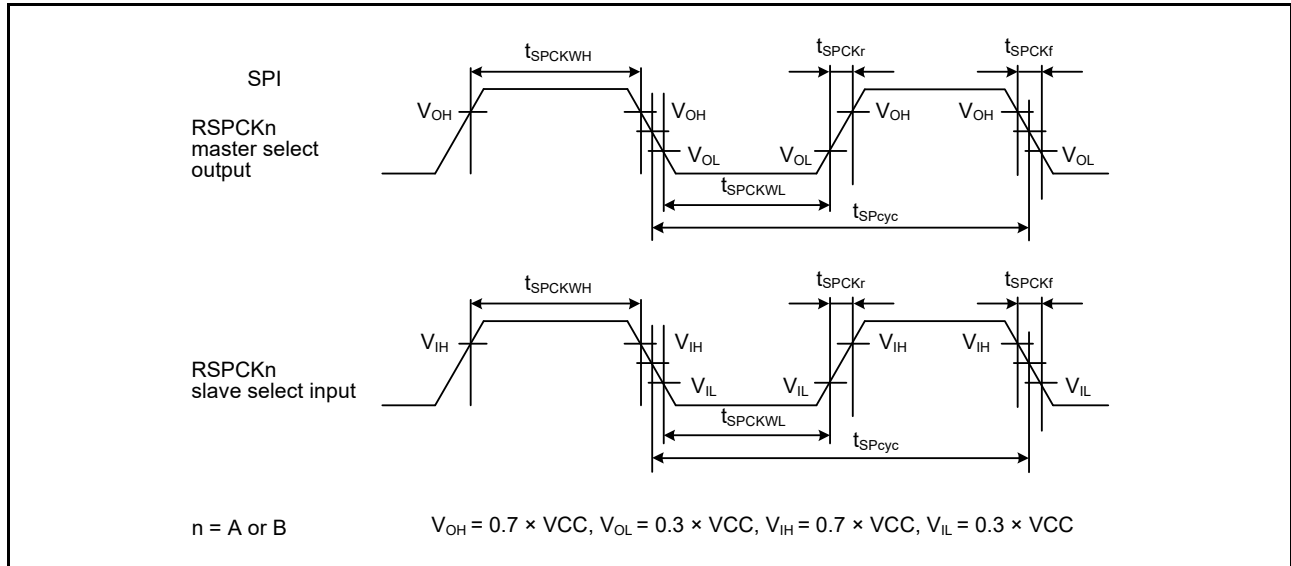 tSPCKWH
tSPCKr
tSPCKf
SPI
VOH
VOH
VOH
VOH
RSPCKn
master select
output
VOL
VOL
VOL
tSPCKWL
tSPcyc
tSPCKWH
tSPCKr
tSPCKf
VIH
VIH
VIH
VIH
RSPCKn
slave select input
VIL
VIL
VIL
tSPCKWL
tSPcyc
n = A or B
VOH = 0.7 × VCC, VOL = 0.3 × VCC, VIH = 0.7 × VCC, VIL = 0.3 × VCC